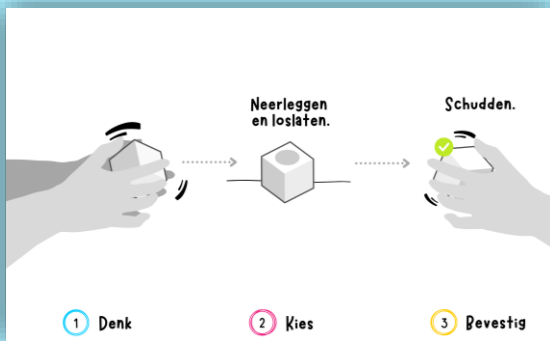 Neerleggen
en loslaten.
Schudden.
1 Denk
2 Kies
3 Bevestig